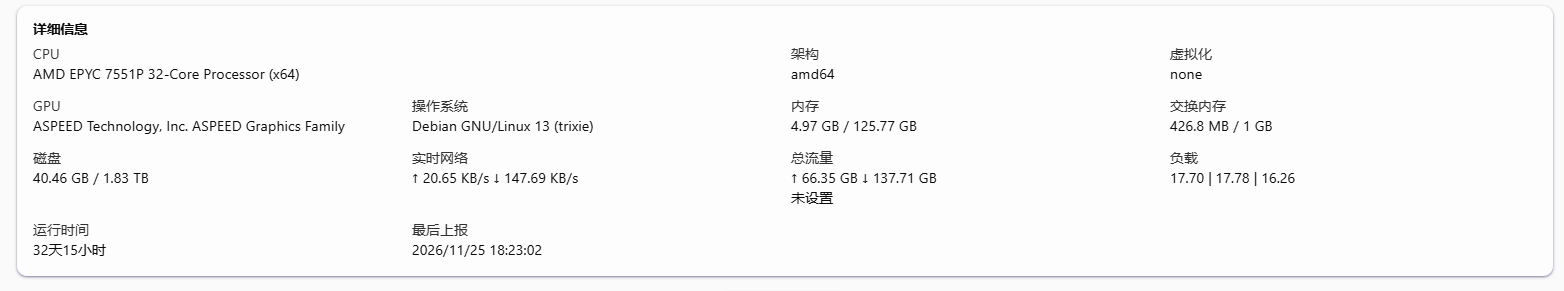 详细信息
CPU
AMD EPYC 7551P 32-Core Processor (x64)
架构
amd64
虚拟化
none
GPU
ASPEED Technology, Inc. ASPEED Graphics Family
操作系统
Debian GNU/Linux 13 (trixie)
内存
4.97 GB / 125.77 GB
交换内存
426.8 MB / 1 GB
磁盘
40.46 GB / 1.83 TB
实时网络
↑ 20.65 KB/s ↓ 147.69 KB/s
总流量
↑ 66.35 GB ↓ 137.71 GB
未设置
负载
17.70 | 17.78 | 16.26
运行时间
32天15小时
最后上报
2026/11/25 18:23:02